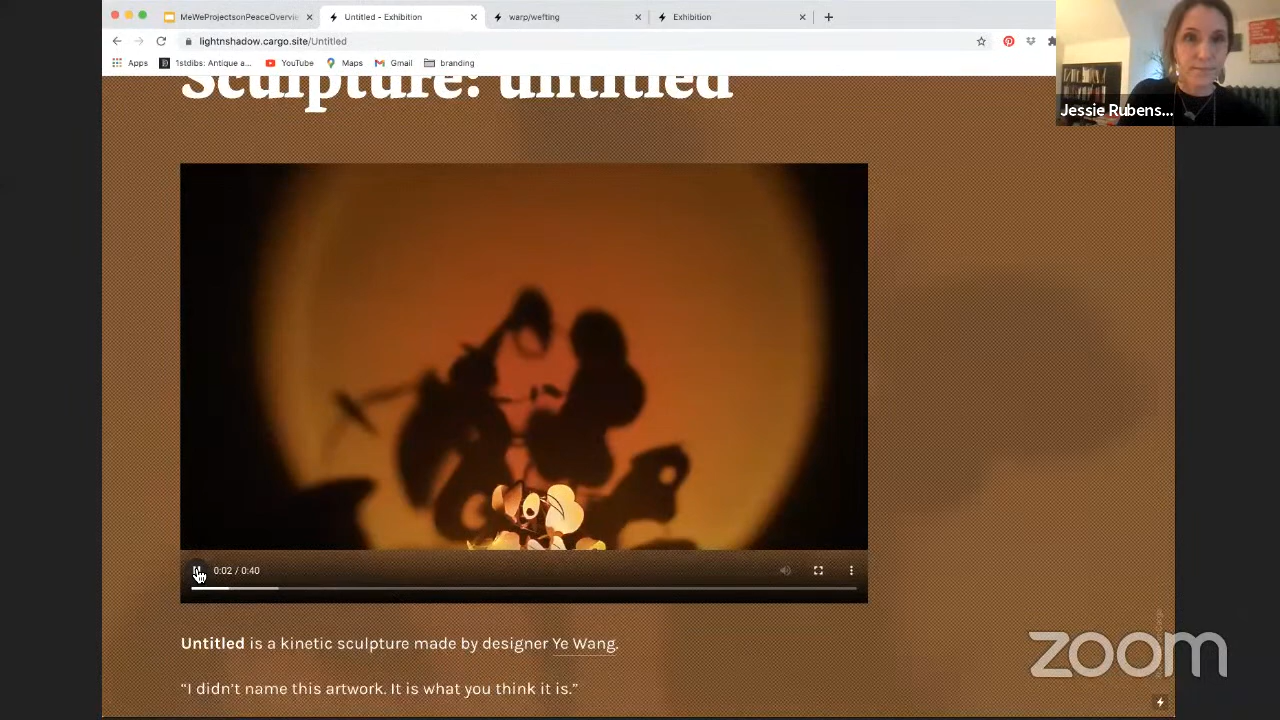 MeWeProjectsonPeaceOvervie
Untitled - Exhibition
warp/wefting
Exhibition
lightnshadow.cargo.site/Untitled
Apps
1stdibs: Antique a...
YouTube
Maps
Gmail
branding
Jessie Rubens...
Sculpture: untitled
0:02 / 0:40
Untitled is a kinetic sculpture made by designer Ye Wang.
“I didn’t name this artwork. It is what you think it is.”
zoom